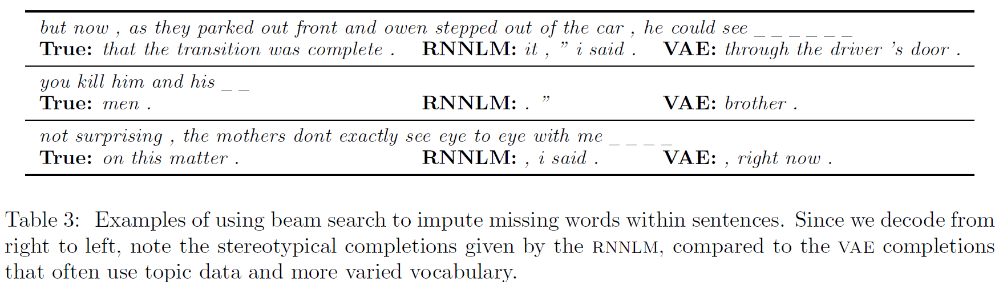 but now , as they parked out front and owen stepped out of the car , he could see _ _ _ _ _ _
True: that the transition was complete . RNNLM: it , ” i said . VAE: through the driver ’s door .
you kill him and his _ _
True: men . RNNLM: . ” VAE: brother .
not surprising , the mothers dont exactly see eye to eye with me _ _ _ _
True: on this matter . RNNLM: , i said . VAE: , right now .
Table 3: Examples of using beam search to impute missing words within sentences. Since we decode from
right to left, note the stereotypical completions given by the RNNLM, compared to the VAE completions
that often use topic data and more varied vocabulary.